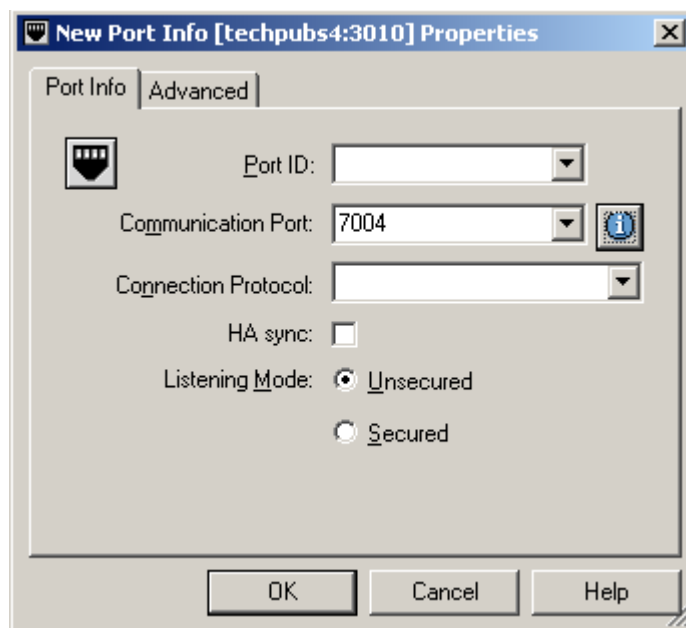 New Port Info [techpubs4:3010] Properties
Port Info
Advanced
Port ID:
Communication Port: 7004
Connection Protocol:
HA sync:
Listening Mode: Unsecured
Secured
OK Cancel Help